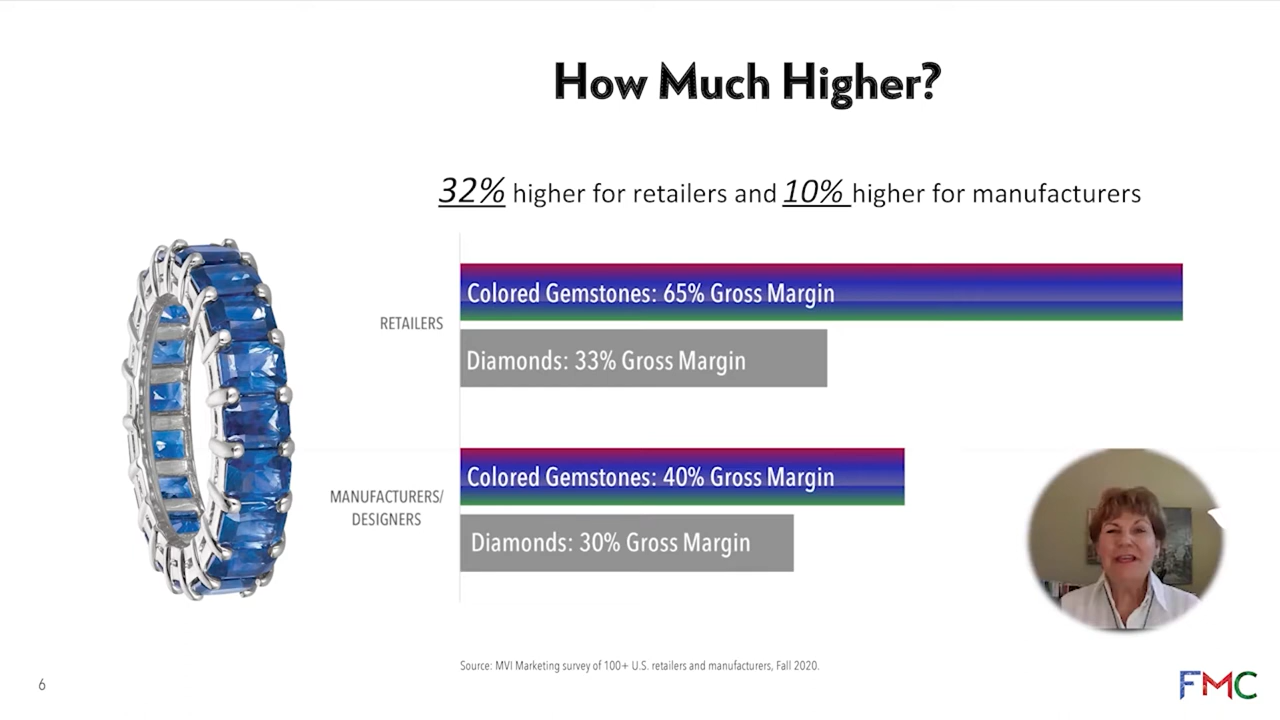 How Much Higher?
32% higher for retailers and 10% higher for manufacturers
RETAILERS
Colored Gemstones: 65% Gross Margin
Diamonds: 33% Gross Margin
MANUFACTURERS/
DESIGNERS
Colored Gemstones: 40% Gross Margin
Diamonds: 30% Gross Margin
Source: MVI Marketing survey of 100+ U.S. retailers and manufacturers, Fall 2020.
6
FMC